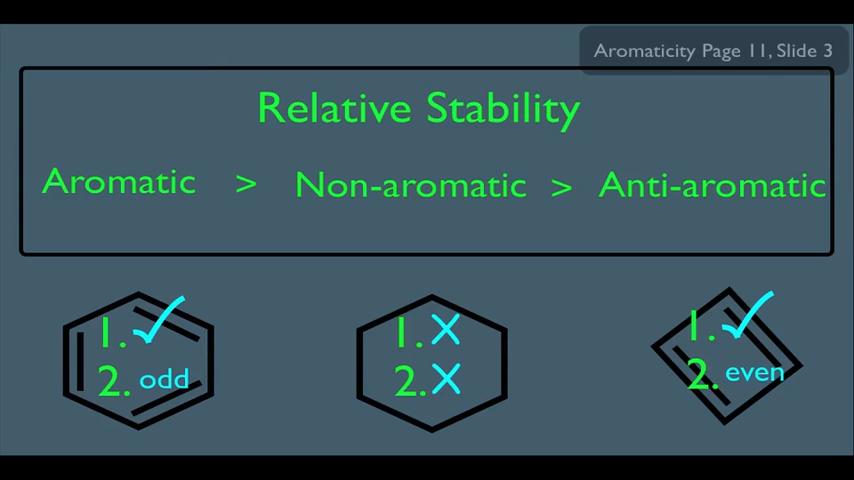 Aromaticity Page 11, Slide 3
Relative Stability
Aromatic > Non-aromatic > Anti-aromatic
1. ✓
2. odd
1. X
2. X
1. ✓
2. even